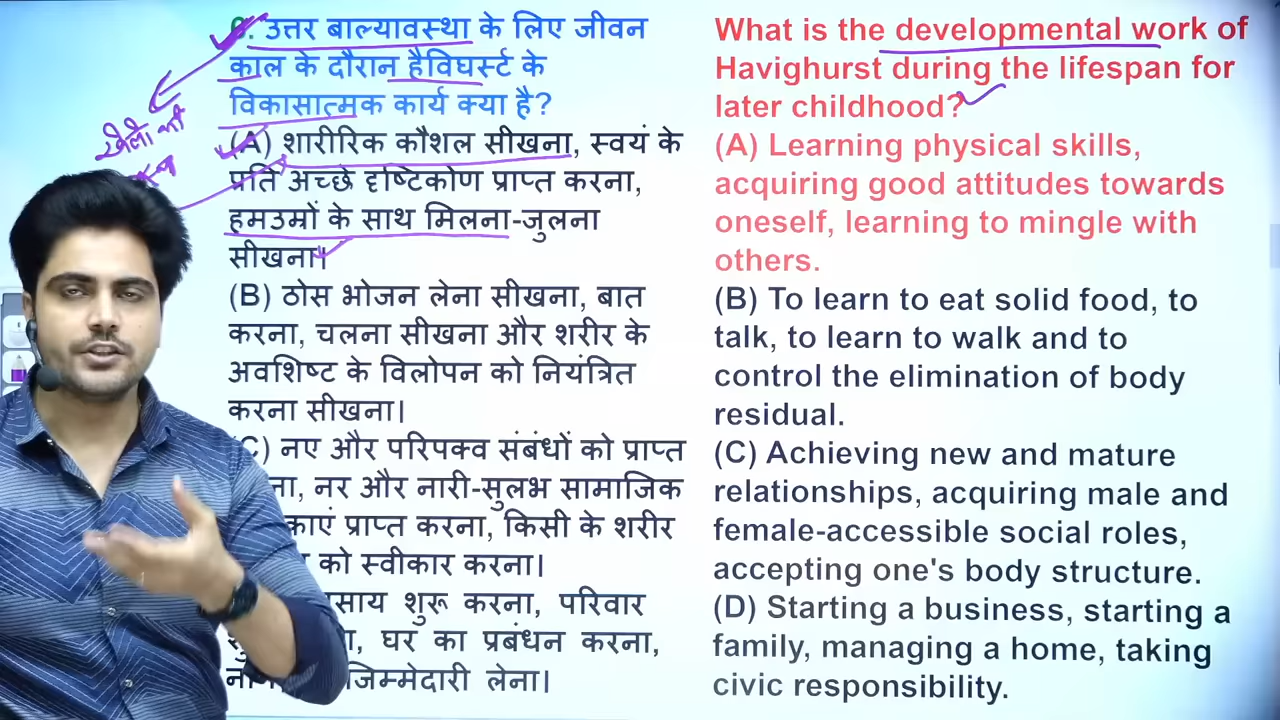 उत्तर बाल्यावस्था के लिए जीवन
काल के दौरान हैविघर्स्ट के
विकासात्मक कार्य क्या है?
(A) शारीरिक कौशल सीखना, स्वयं के
प्रति अच्छे दृष्टिकोण प्राप्त करना,
हमउम्रों के साथ मिलना-जुलना
सीखना।
(B) ठोस भोजन लेना सीखना, बात
करना, चलना सीखना और शरीर के
अवशिष्ट के विलोपन को नियंत्रित
करना सीखना।
C) नए और परिपक्व संबंधों को प्राप्त
ना, नर और नारी-सुलभ सामाजिक
काएं प्राप्त करना, किसी के शरीर
को स्वीकार करना।
साय शुरू करना, परिवार
घर का प्रबंधन करना,
जिम्मेदारी लेना।
What is the developmental work of
Havighurst during the lifespan for
later childhood?
(A) Learning physical skills,
acquiring good attitudes towards
oneself, learning to mingle with
others.
(B) To learn to eat solid food, to
talk, to learn to walk and to
control the elimination of body
residual.
(C) Achieving new and mature
relationships, acquiring male and
female-accessible social roles,
accepting one's body structure.
(D) Starting a business, starting a
family, managing a home, taking
civic responsibility.